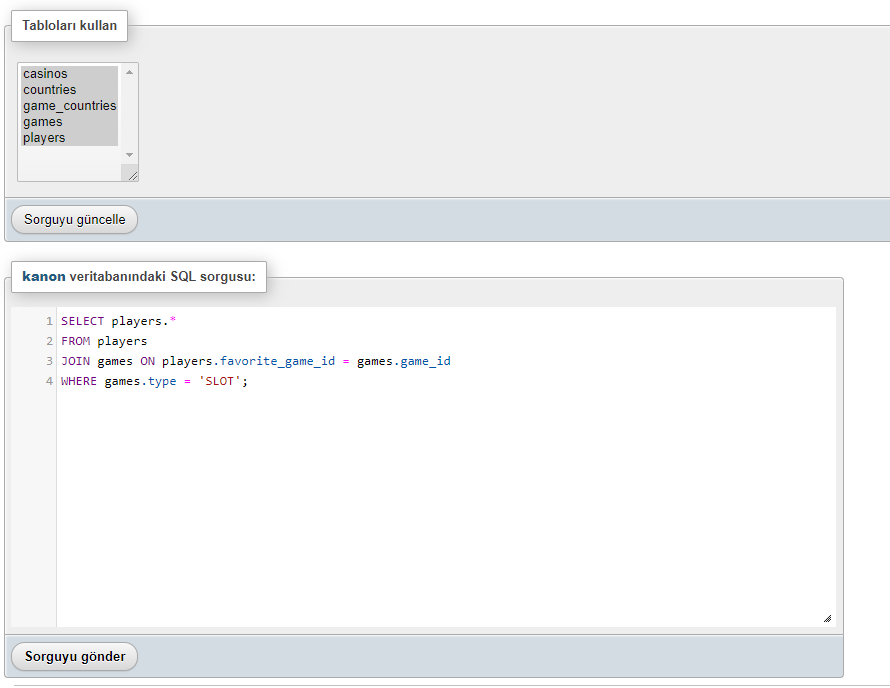 Tabloları kullan
casinos
countries
game_countries
games
players
Sorguyu güncelle
kanon veritabanındaki SQL sorgusu:
1 SELECT players.*
2 FROM players
3 JOIN games ON players.favorite_game_id = games.game_id
4 WHERE games.type = 'SLOT';
Sorguyu gönder